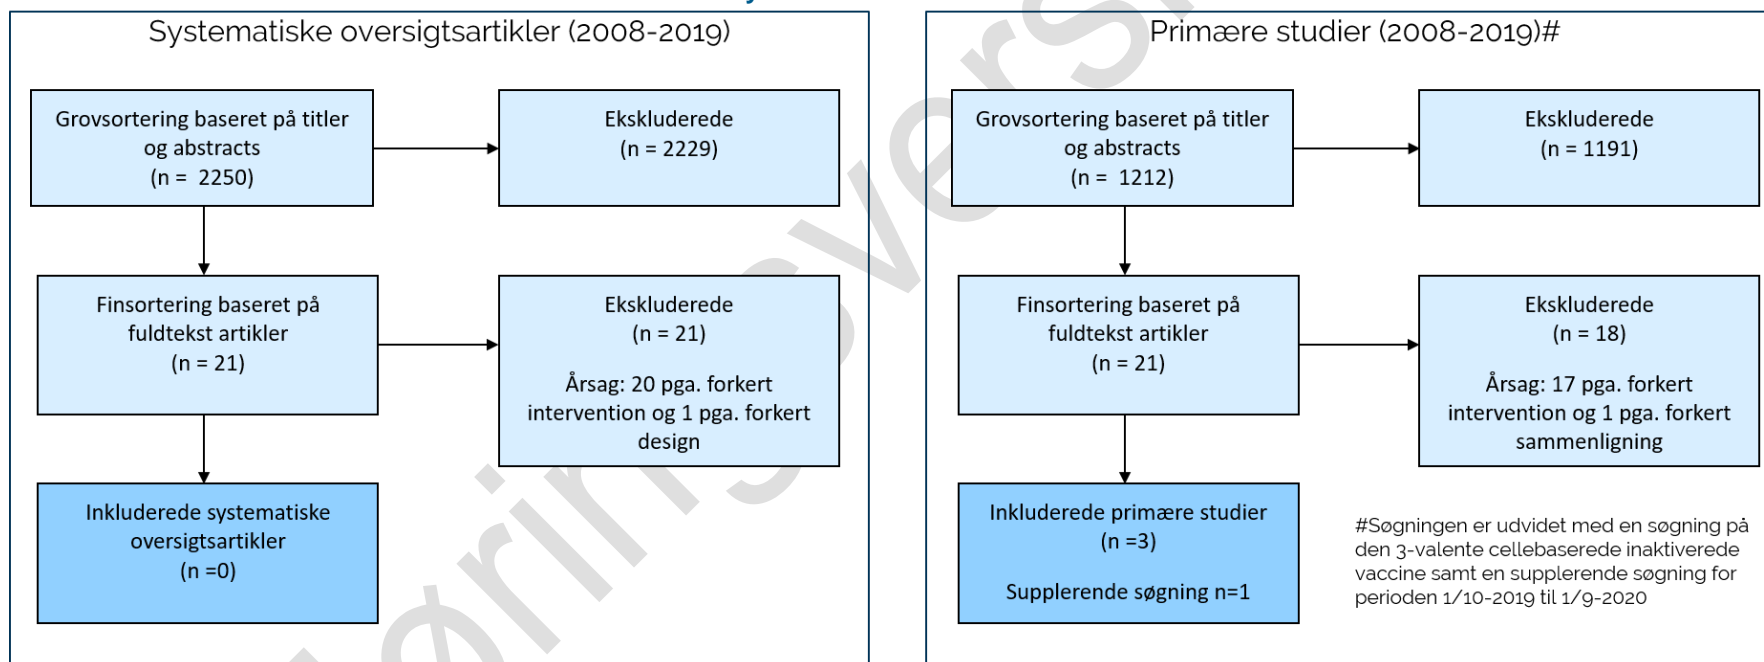 Systematiske oversigtsartikler (2008-2019)
Grovsortering baseret på titler
og abstracts
(n = 2250)
Ekskluderede
(n = 2229)
Finsortering baseret på
fuldtekst artikler
(n = 21)
Ekskluderede
(n = 21)
Årsag: 20 pga. forkert
intervention og 1 pga. forkert
design
Inkluderede systematiske
oversigtsartikler
(n =0)
Primære studier (2008-2019)#
Grovsortering baseret på titler
og abstracts
(n = 1212)
Ekskluderede
(n = 1191)
Finsortering baseret på
fuldtekst artikler
(n = 21)
Ekskluderede
(n = 18)
Årsag: 17 pga. forkert
intervention og 1 pga. forkert
sammenligning
Inkluderede primære studier
(n =3)
Supplerende søgning n=1
#Søgningen er udvidet med en søgning på
den 3-valente cellebaserede inaktiverede
vaccine samt en supplerende søgning for
perioden 1/10-2019 til 1/9-2020